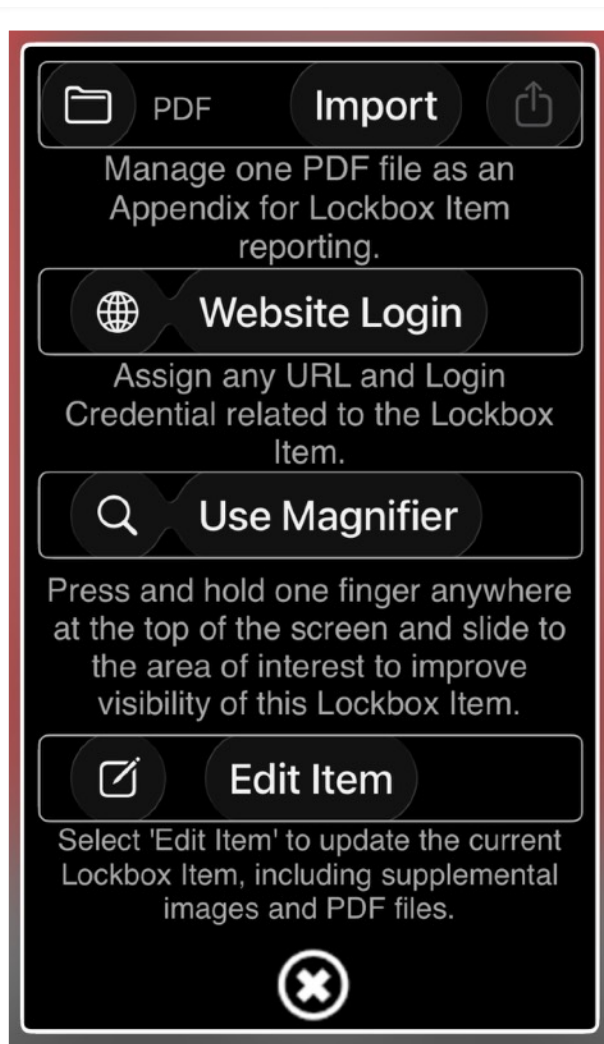 PDF Import
Manage one PDF file as an
Appendix for Lockbox Item
reporting.
Website Login
Assign any URL and Login
Credential related to the Lockbox
Item.
Use Magnifier
Press and hold one finger anywhere
at the top of the screen and slide to
the area of interest to improve
visibility of this Lockbox Item.
Edit Item
Select 'Edit Item' to update the current
Lockbox Item, including supplemental
images and PDF files.